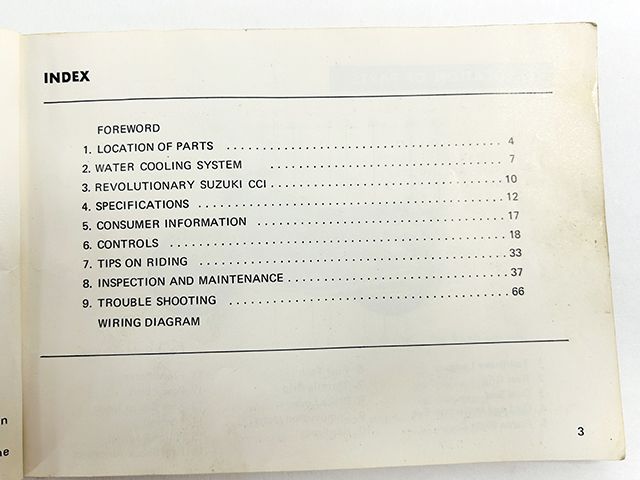 INDEX
FOREWORD
1. LOCATION OF PARTS ........................................ 4
2. WATER COOLING SYSTEM .................................. 7
3. REVOLUTIONARY SUZUKI CCI .................................. 10
4. SPECIFICATIONS ............................................ 12
5. CONSUMER INFORMATION .................................... 17
6. CONTROLS ................................................ 18
7. TIPS ON RIDING ............................................ 33
8. INSPECTION AND MAINTENANCE ................................ 37
9. TROUBLE SHOOTING ........................................ 66
WIRING DIAGRAM
3